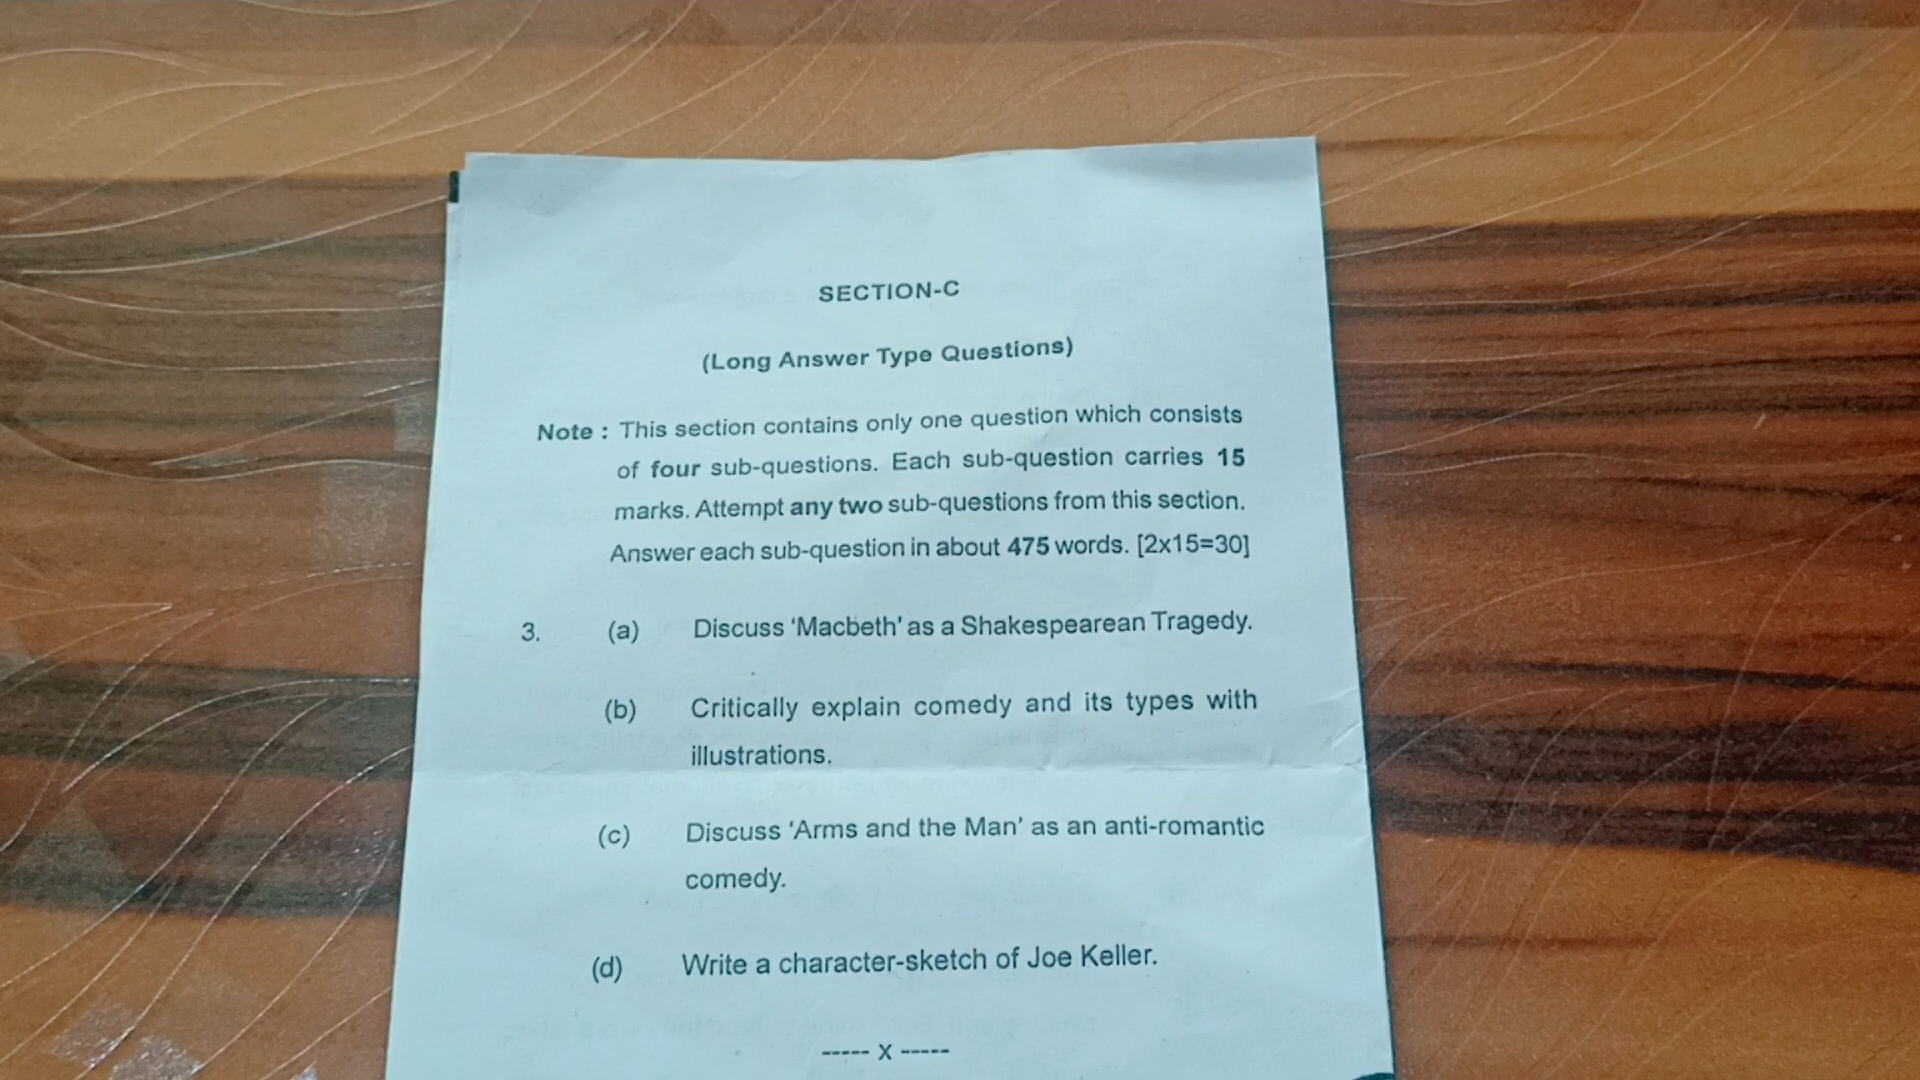 SECTION-C
(Long Answer Type Questions)
Note : This section contains only one question which consists
of four sub-questions. Each sub-question carries 15
marks. Attempt any two sub-questions from this section.
Answer each sub-question in about 475 words. [2x15=30]
3. (a) Discuss ‘Macbeth’ as a Shakespearean Tragedy.
(b) Critically explain comedy and its types with
illustrations.
(c) Discuss ‘Arms and the Man’ as an anti-romantic
comedy.
(d) Write a character-sketch of Joe Keller.
----- X -----